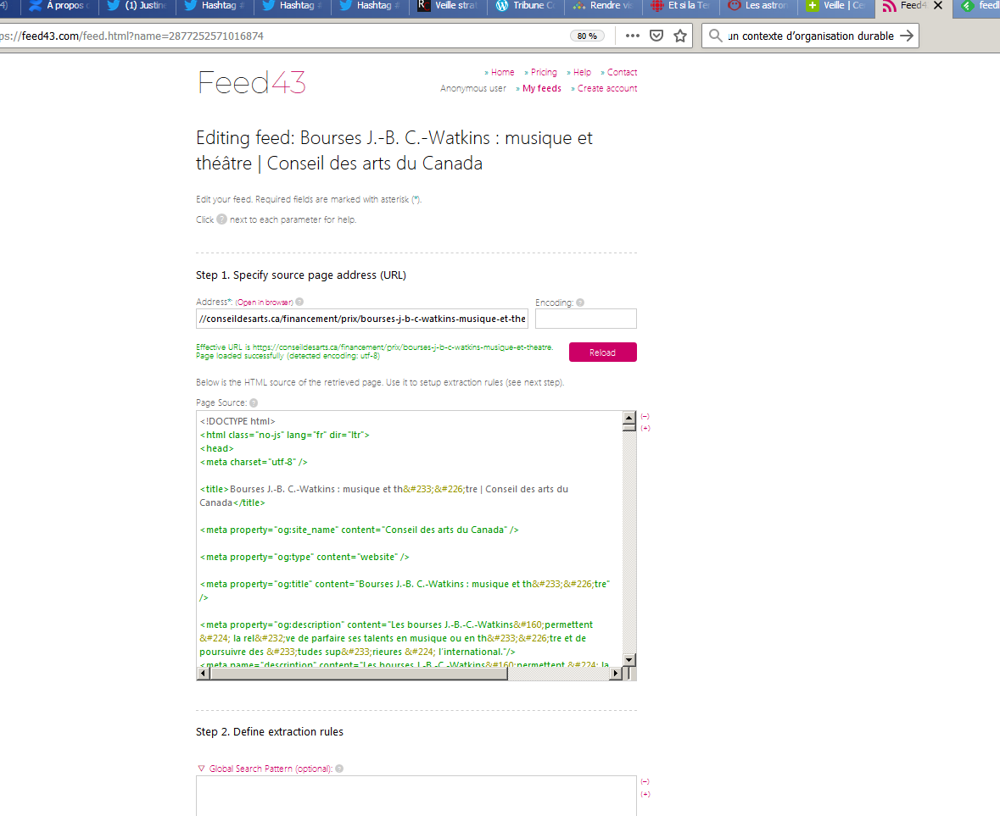 4)
À propos
(1) Justine
Hashtag
Hashtag
Hashtag
Veille strat
Tribune C
Rendre vis
Et si la Te
Les astron
Veille | Ce
Feed4
feedl
ps://feed43.com/feed.html?name=2877252571016874
80 %
un contexte d'organisation durable
Feed43
» Home » Pricing » Help » Contact
Anonymous user » My feeds » Create account
Editing feed: Bourses J.-B. C.-Watkins : musique et
théâtre | Conseil des arts du Canada
Edit your feed. Required fields are marked with asterisk (*).
Click ? next to each parameter for help.
Step 1. Specify source page address (URL)
Address*: (Open in browser) ?
Encoding: ?
//conseildesarts.ca/financement/prix/bourses-j-b-c-watkins-musique-et-the
Effective URL is https://conseildesarts.ca/financement/prix/bourses-j-b-c-watkins-musique-et-theatre.
Page loaded successfully (detected encoding: utf-8)
Reload
Below is the HTML source of the retrieved page. Use it to setup extraction rules (see next step).
Page Source: ?
(–)
(+)
<!DOCTYPE html>
<html class="no-js" lang="fr" dir="ltr">
<head>
<meta charset="utf-8" />
<title>Bourses J.-B. C.-Watkins : musique et th&#233;&#226;tre | Conseil des arts du
Canada</title>
<meta property="og:site_name" content="Conseil des arts du Canada" />
<meta property="og:type" content="website" />
<meta property="og:title" content="Bourses J.-B. C.-Watkins : musique et th&#233;&#226;tre"
/>
<meta property="og:description" content="Les bourses J.-B.-C.-Watkins&#160;permettent
&#224; la rel&#232;ve de parfaire ses talents en musique ou en th&#233;&#226;tre et de
poursuivre des &#233;tudes sup&#233;rieures &#224; l'international."/>
<meta name="description" content="Les bourses J.-B.-C.-Watkins&#160;permettent &#224; la
Step 2. Define extraction rules
▽ Global Search Pattern (optional): ?
(–)
(+)